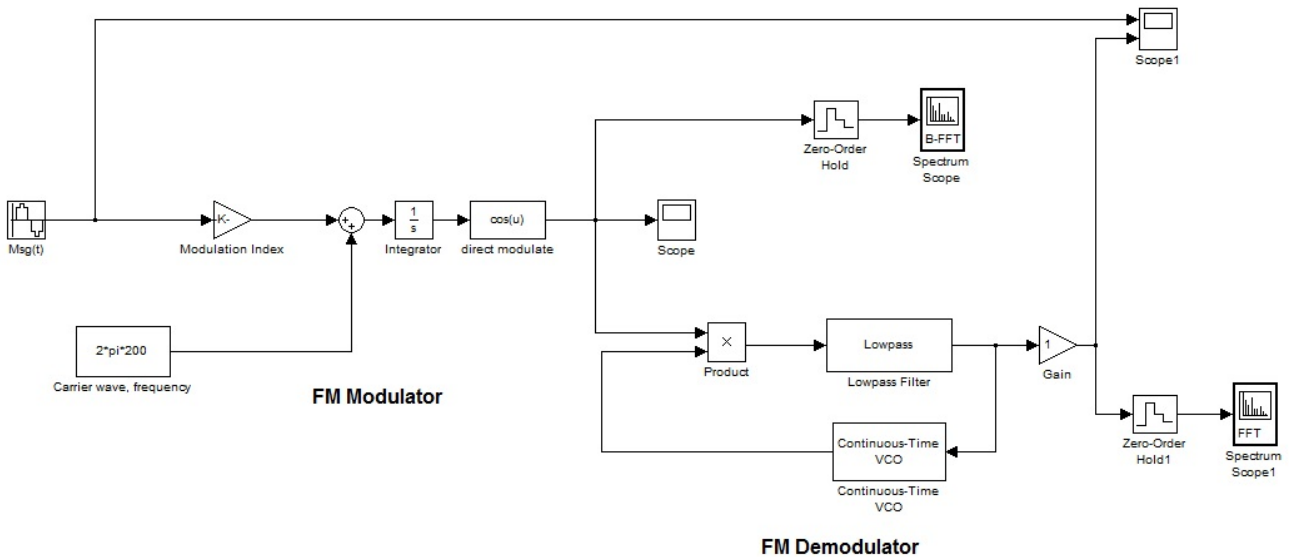 Scope1
B-FFT
Zero-Order
Hold
Spectrum
Scope
Msg(t)
-K-
Modulation Index
+
+
1
s
Integrator
cos(u)
direct modulate
Scope
2*pi*200
Carrier wave, frequency
FM Modulator
×
Product
Lowpass
Lowpass Filter
1
Gain
Continuous-Time
VCO
Continuous-Time
VCO
Zero-Order
Hold1
FFT
Spectrum
Scope1
FM Demodulator